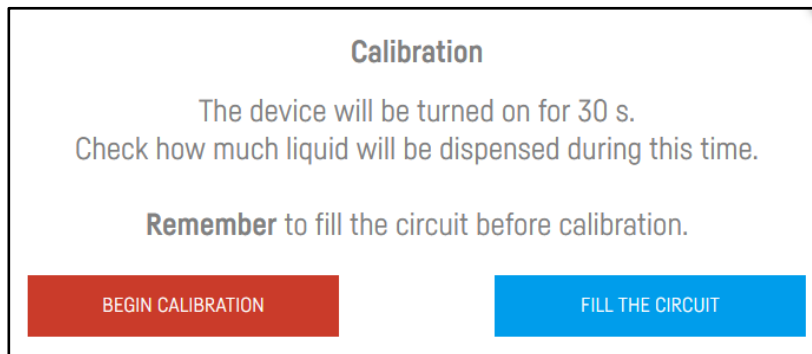 Calibration
The device will be turned on for 30 s.
Check how much liquid will be dispensed during this time.
Remember to fill the circuit before calibration.
BEGIN CALIBRATION
FILL THE CIRCUIT